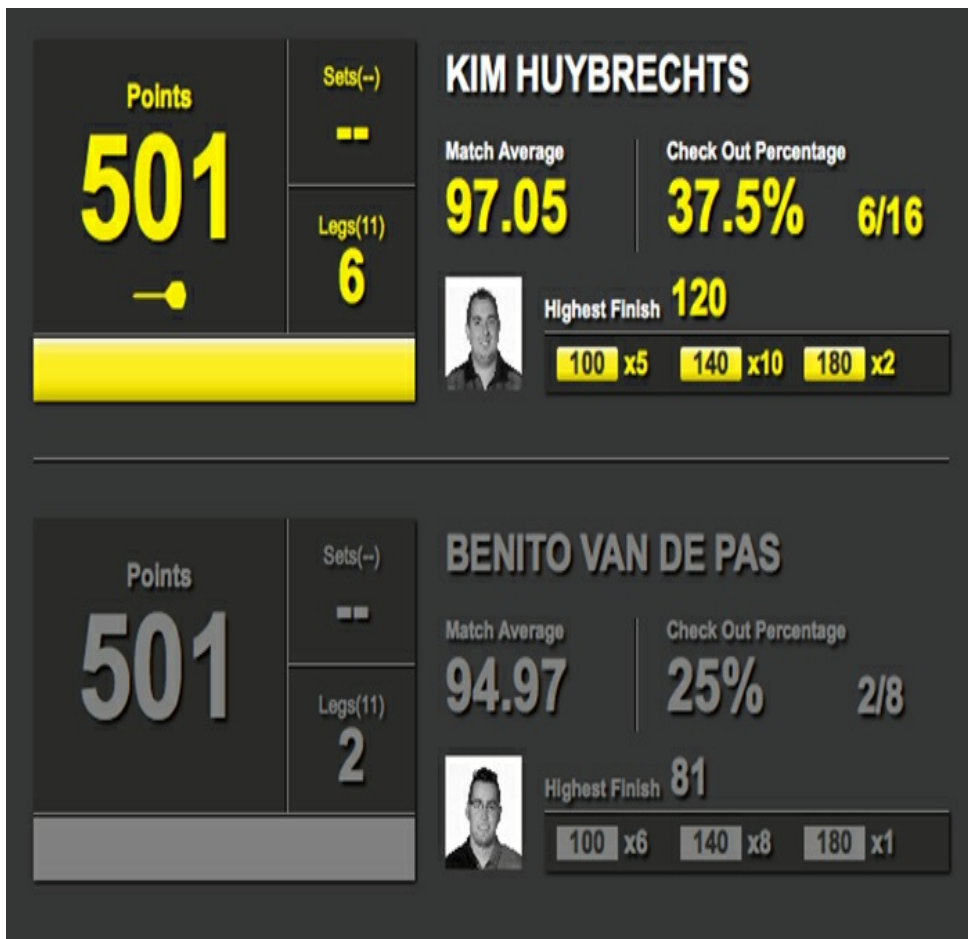 Points
501
Sets(--)
--
Legs(11)
6
KIM HUYBRECHTS
Match Average
97.05
Check Out Percentage
37.5% 6/16
Highest Finish 120
100 x5 140 x10 180 x2
Points
501
Sets(--)
--
Legs(11)
2
BENITO VAN DE PAS
Match Average
94.97
Check Out Percentage
25% 2/8
Highest Finish 81
100 x6 140 x8 180 x1